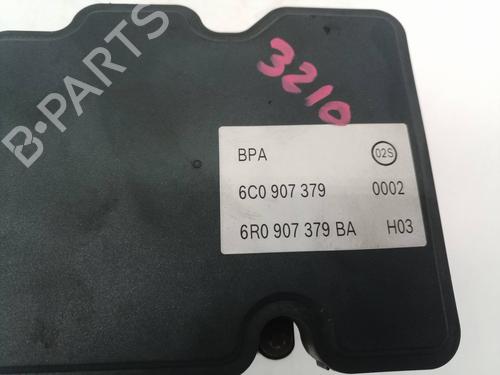 B-PARTS
3210
BPA 02S
6C0 907 379 0002
6R0 907 379 BA H03